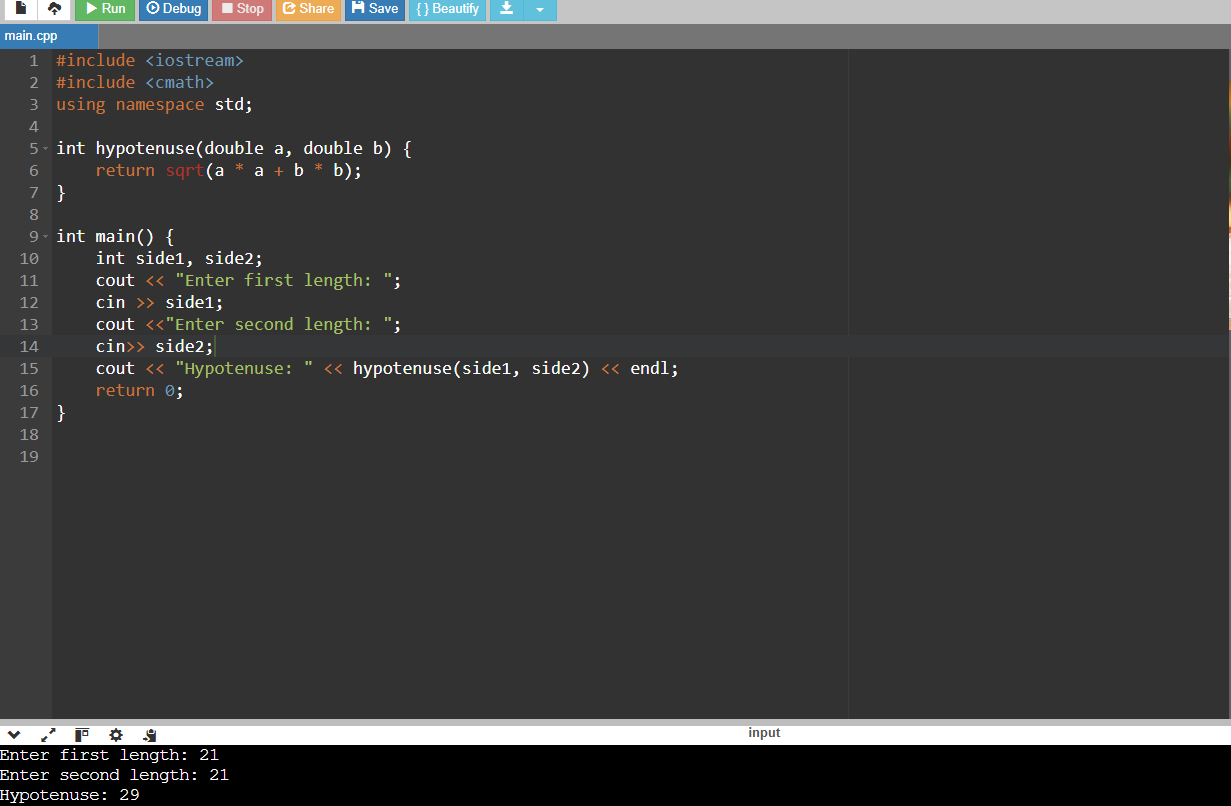 Run Debug Stop Share Save { } Beautify
main.cpp
1 #include <iostream>
2 #include <cmath>
3 using namespace std;
4
5 int hypotenuse(double a, double b) {
6     return sqrt(a * a + b * b);
7 }
8
9 int main() {
10     int side1, side2;
11     cout << "Enter first length: ";
12     cin >> side1;
13     cout <<"Enter second length: ";
14     cin>> side2;
15     cout << "Hypotenuse: " << hypotenuse(side1, side2) << endl;
16     return 0;
17 }
18
19
input
Enter first length: 21
Enter second length: 21
Hypotenuse: 29